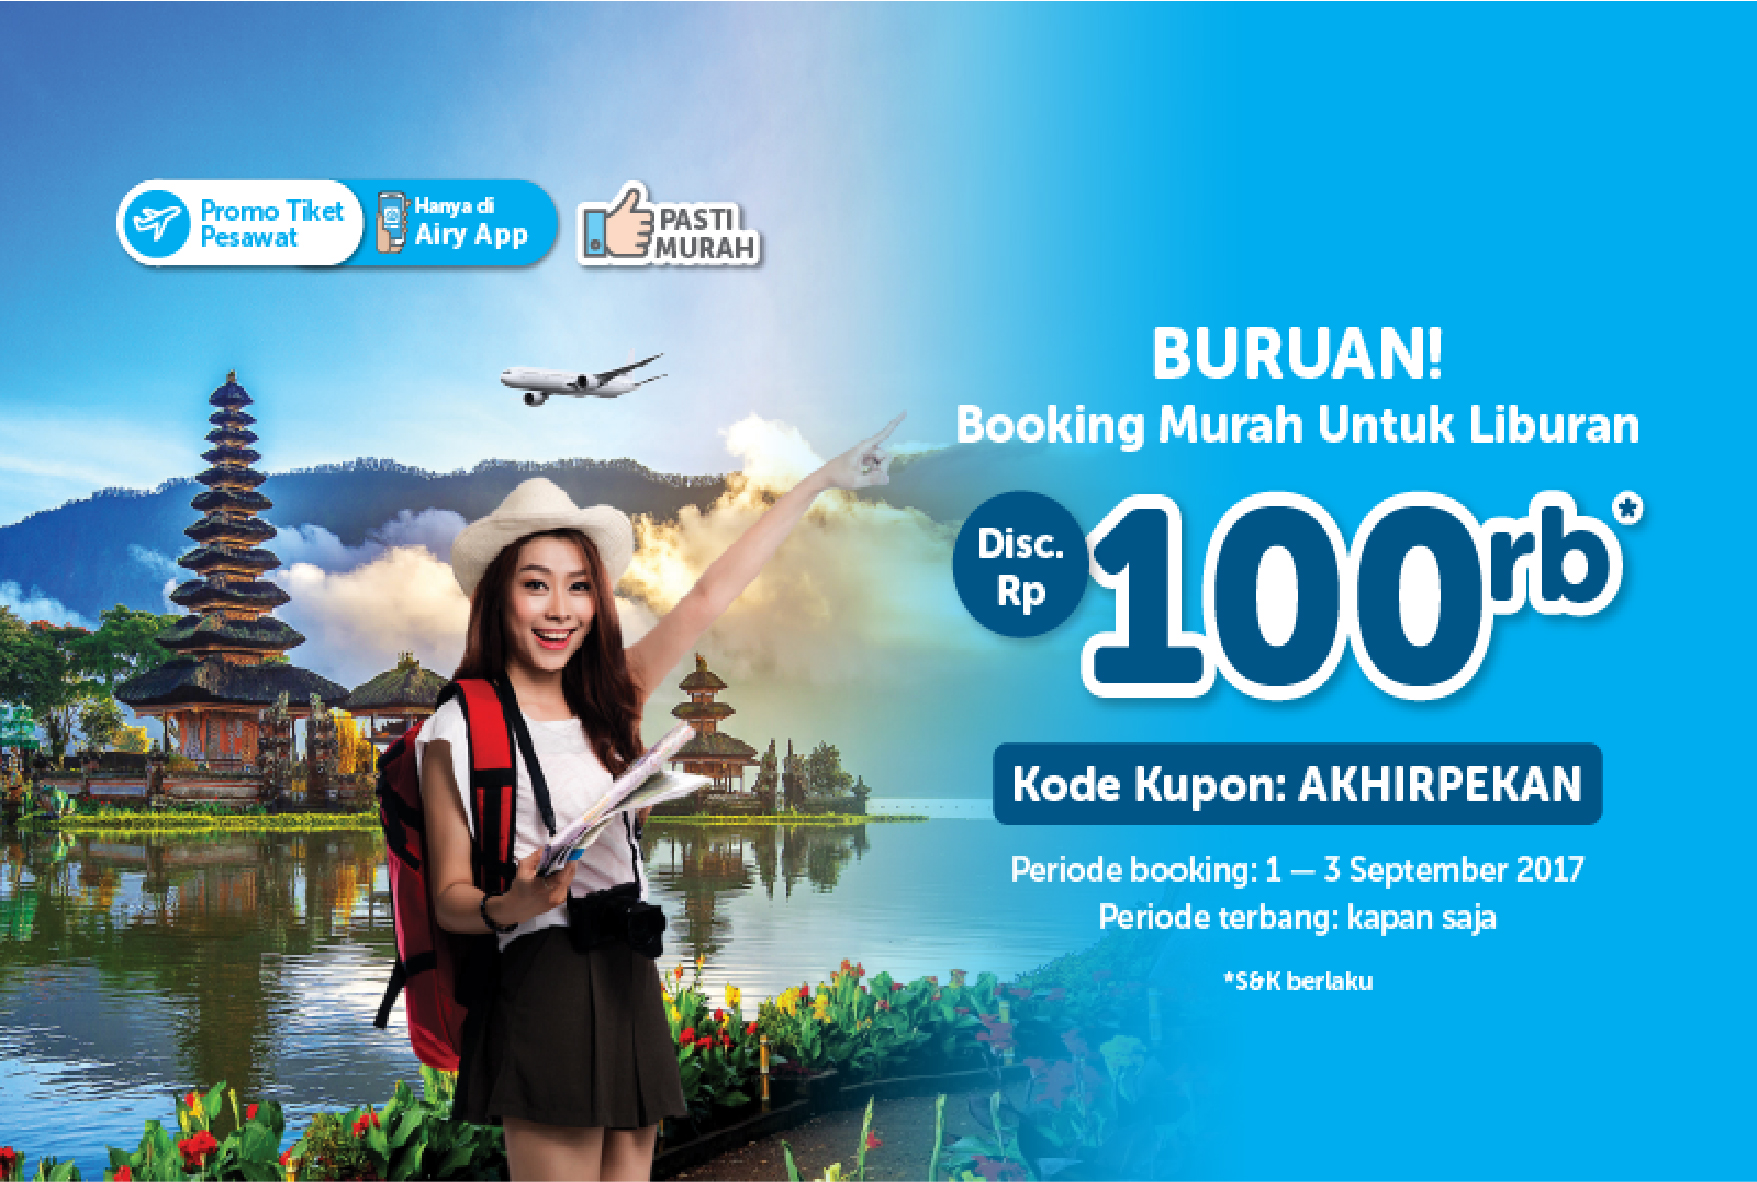 Promo Tiket
Pesawat
Hanya di
Airy App
PASTI
MURAH
BURUAN!
Booking Murah Untuk Liburan
Disc.
Rp
100rb*
Kode Kupon: AKHIRPEKAN
Periode booking: 1 — 3 September 2017
Periode terbang: kapan saja
*S&K berlaku